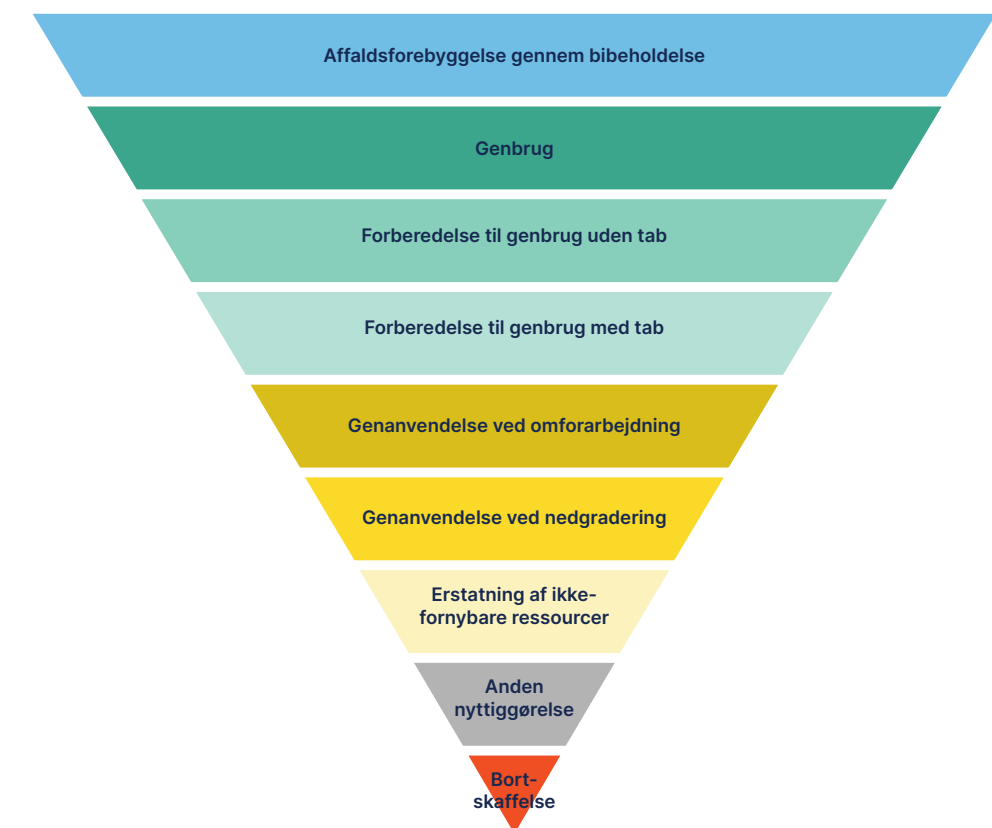 Affaldsforebyggelse gennem bibeholdelse
Genbrug
Forberedelse til genbrug uden tab
Forberedelse til genbrug med tab
Genanvendelse ved omforarbejdning
Genanvendelse ved nedgradering
Erstatning af ikke-
fornybare ressourcer
Anden
nyttiggørelse
Bort-
skaffelse